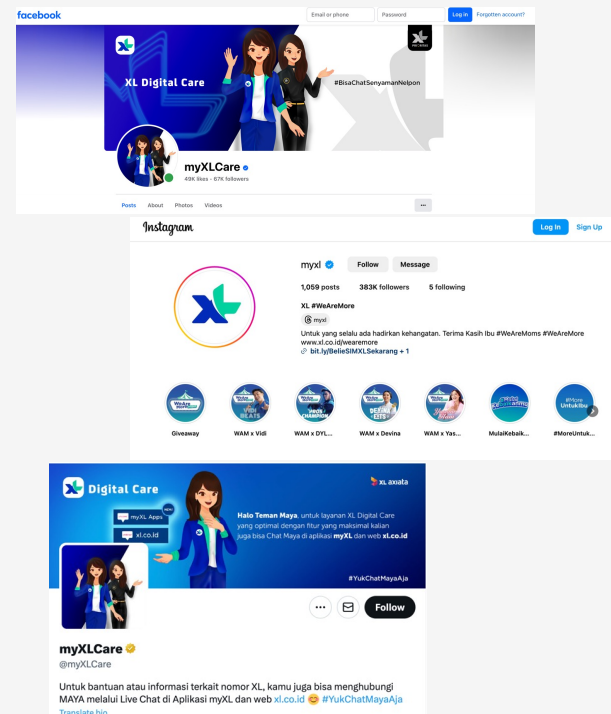 facebook
Email or phone
Password
Log in
Forgotten account?
XL Digital Care
#BisaChatSenyamanNelpon
myXLCare
49K likes • 67K followers
Posts About Photos Videos
Instagram
Log In Sign Up
myxl Follow Message
1,059 posts 383K followers 5 following
XL #WeAreMore
myxl
Untuk yang selalu ada hadirkan kehangatan. Terima Kasih Ibu #WeAreMoms #WeAreMore
www.xl.co.id/wearemore
bit.ly/BelieSIMXLSekarang + 1
Giveaway
WAM x Vidi
WAM x DYL...
WAM x Devina
WAM x Yas...
MulaiKebaik...
#MoreUntuk...
XL Digital Care
xl axiata
myXL Apps
xl.co.id
Halo Teman Maya, untuk layanan XL Digital Care
yang optimal dengan fitur yang maksimal kalian
juga bisa Chat Maya di aplikasi myXL dan web xl.co.id
#YukChatMayaAja
Follow
myXLCare
@myXLCare
Untuk bantuan atau informasi terkait nomor XL, kamu juga bisa menghubungi
MAYA melalui Live Chat di Aplikasi myXL dan web xl.co.id 😊 #YukChatMayaAja
Translate bio